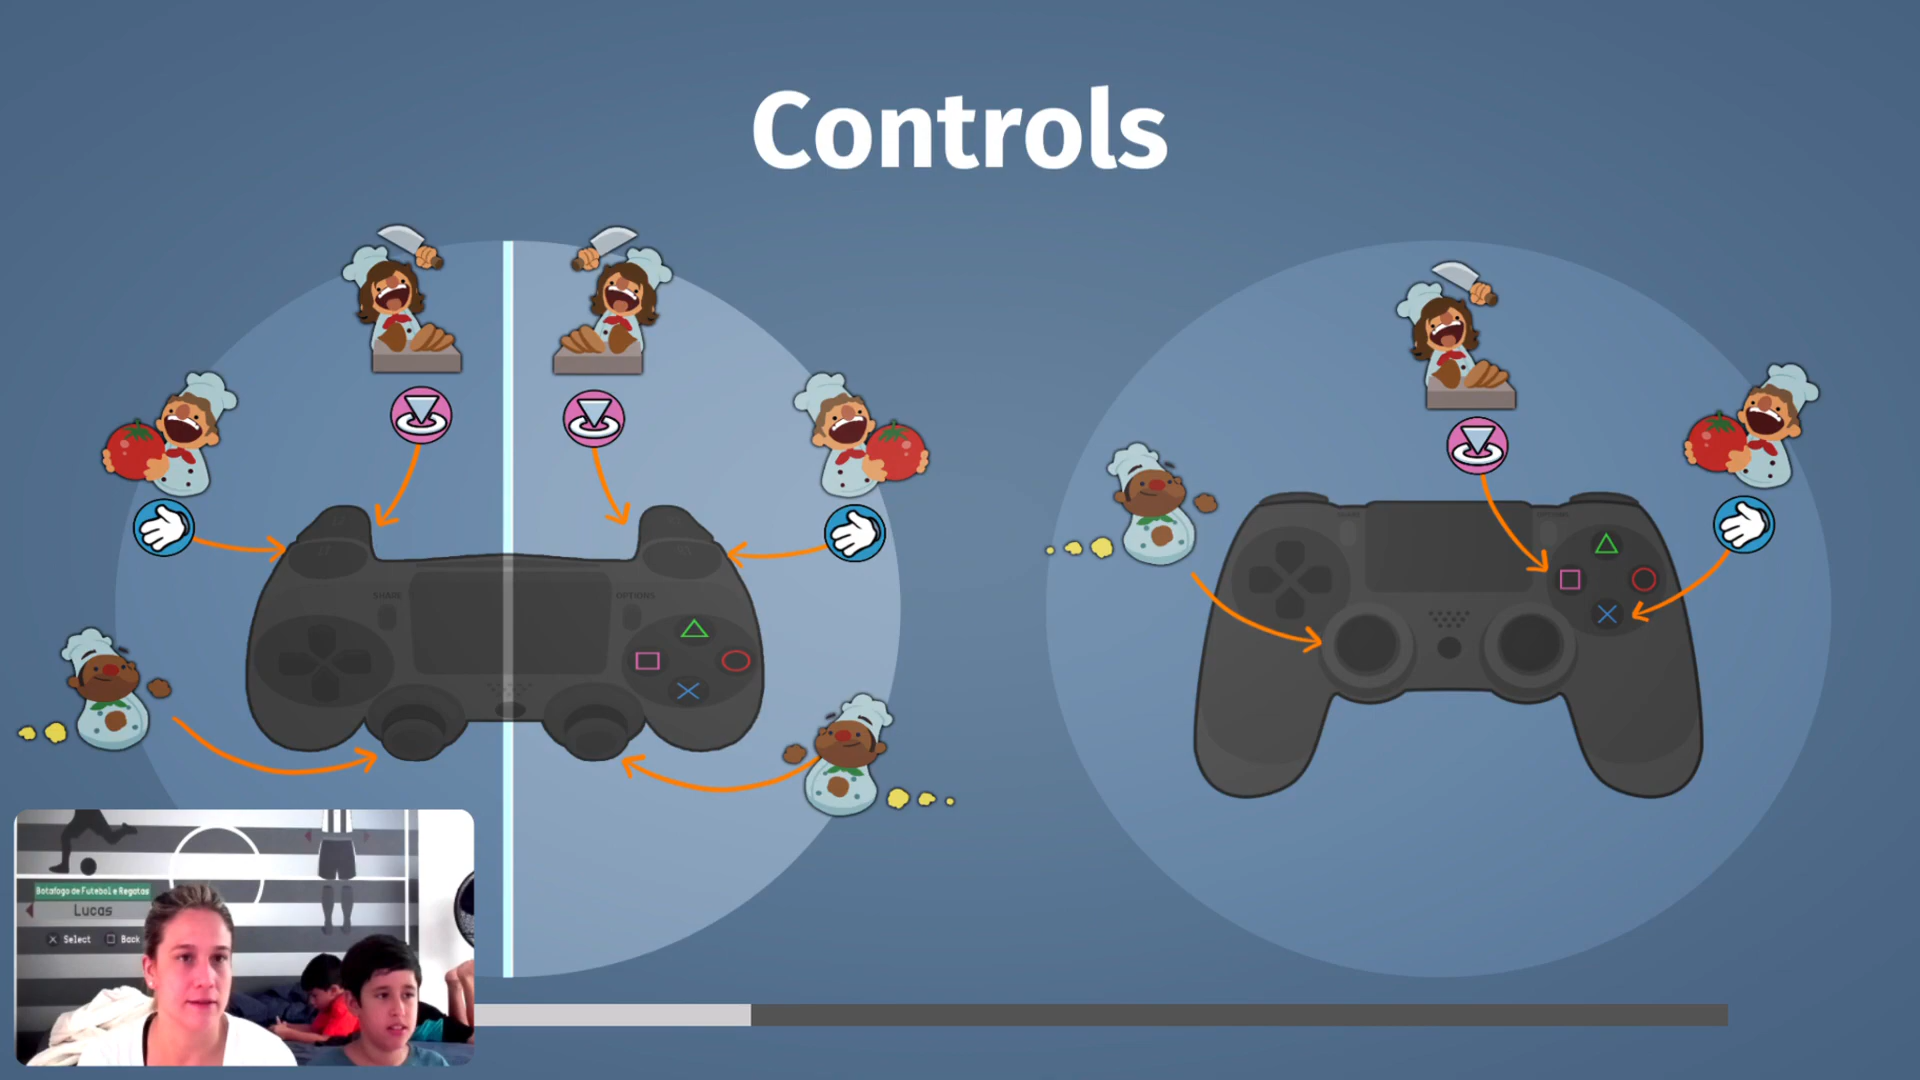 Controls
SHARE
OPTIONS
Botafogo de Futebol e Regatas
Lucas
Select
Back